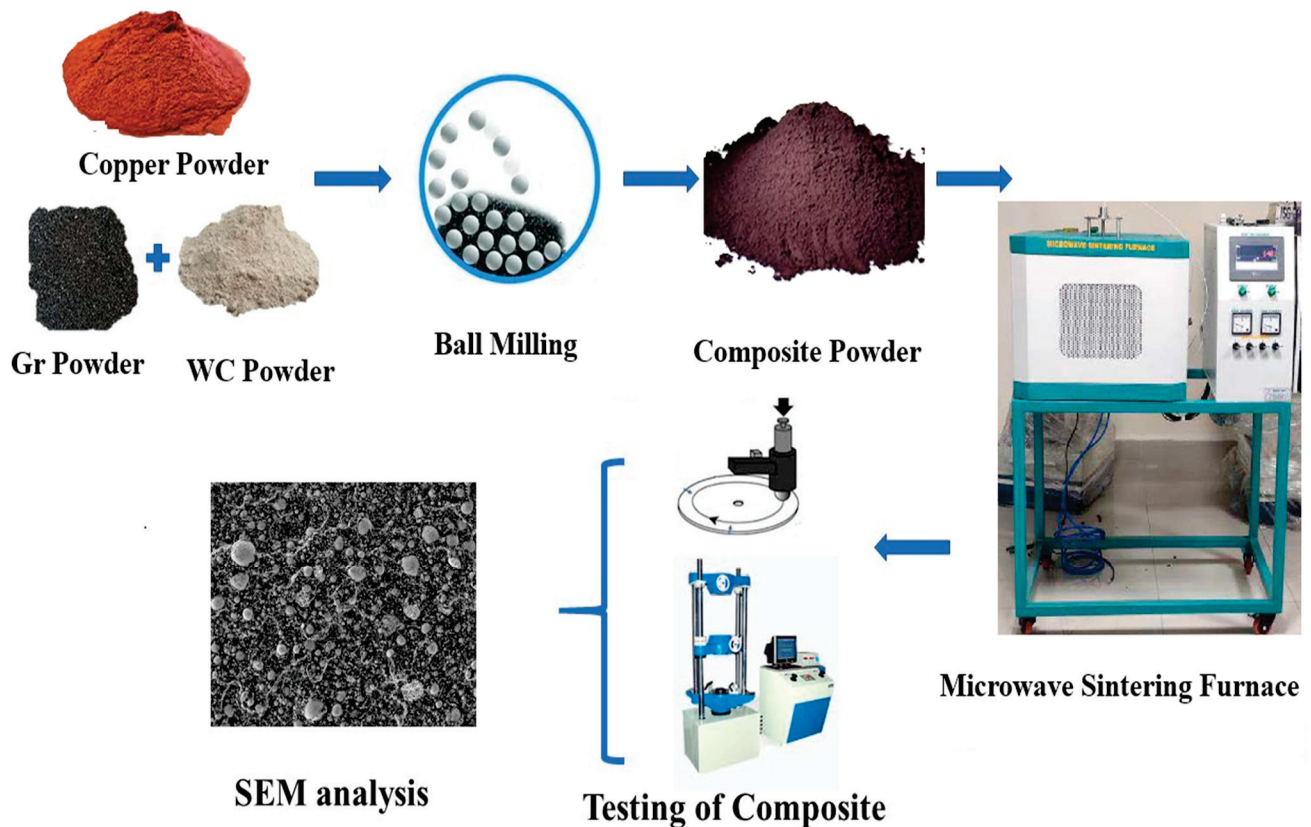 Copper Powder
Gr Powder
WC Powder
Ball Milling
Composite Powder
MICROWAVE SINTERING FURNACE
Microwave Sintering Furnace
SEM analysis
Testing of Composite